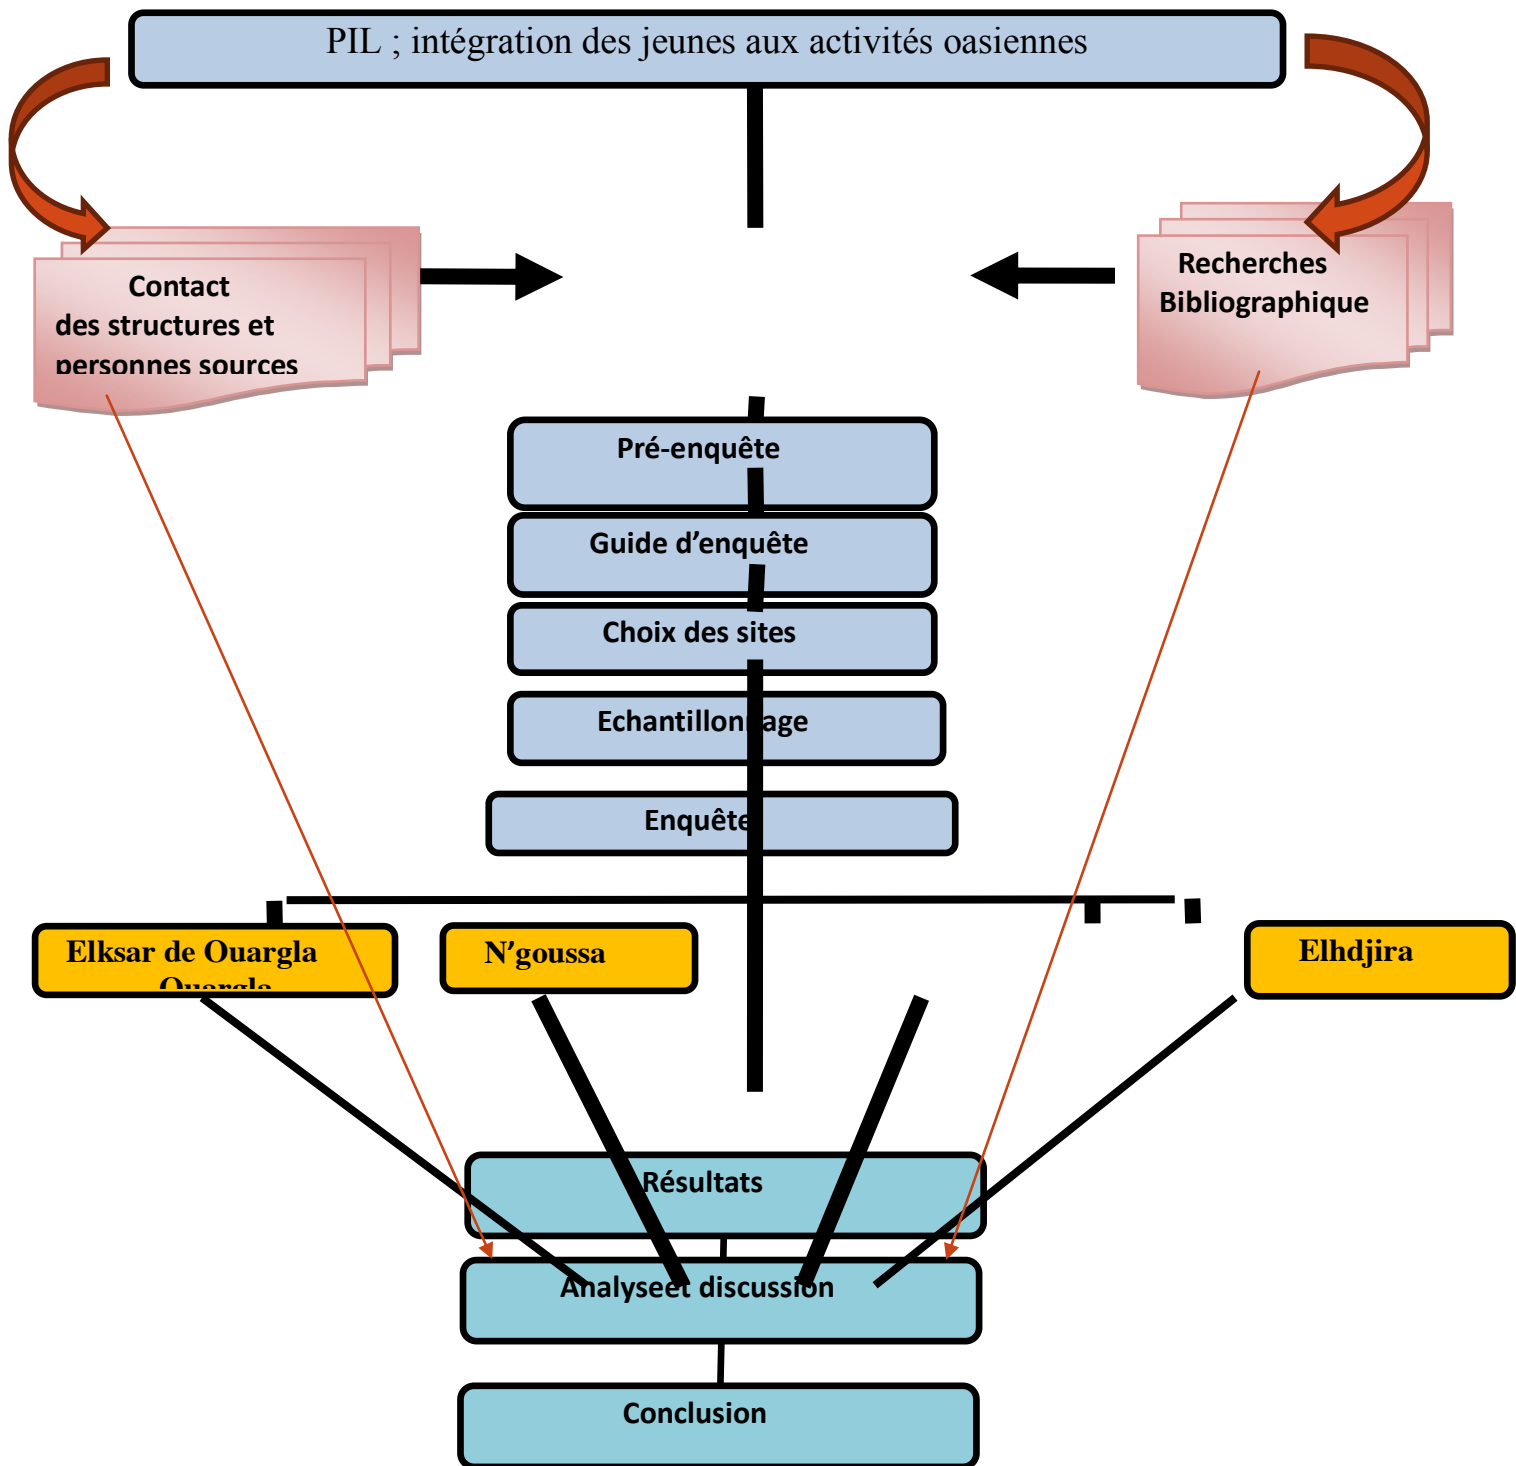 PIL ; intégration des jeunes aux activités oasiennes
Contact
des structures et
personnes sources
Recherches
Bibliographique
Pré-enquête
Guide d’enquête
Choix des sites
Echantillonnage
Enquête
Elksar de Ouargla
Ouargla
N’goussa
Elhdjira
Résultats
Analyseet discussion
Conclusion